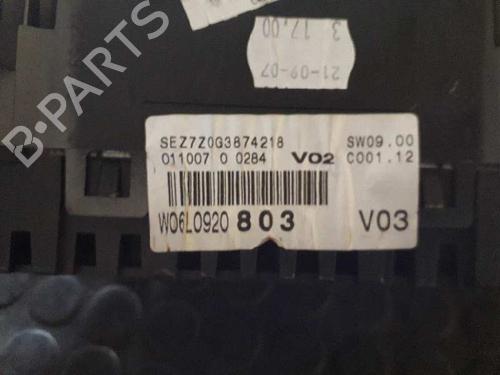 B-PARTS
3 17,00
21-09-07
SEZ7Z0G3874218
SW09.00
011007 0 0284 V02 C001.12
W06L0920 803 V03